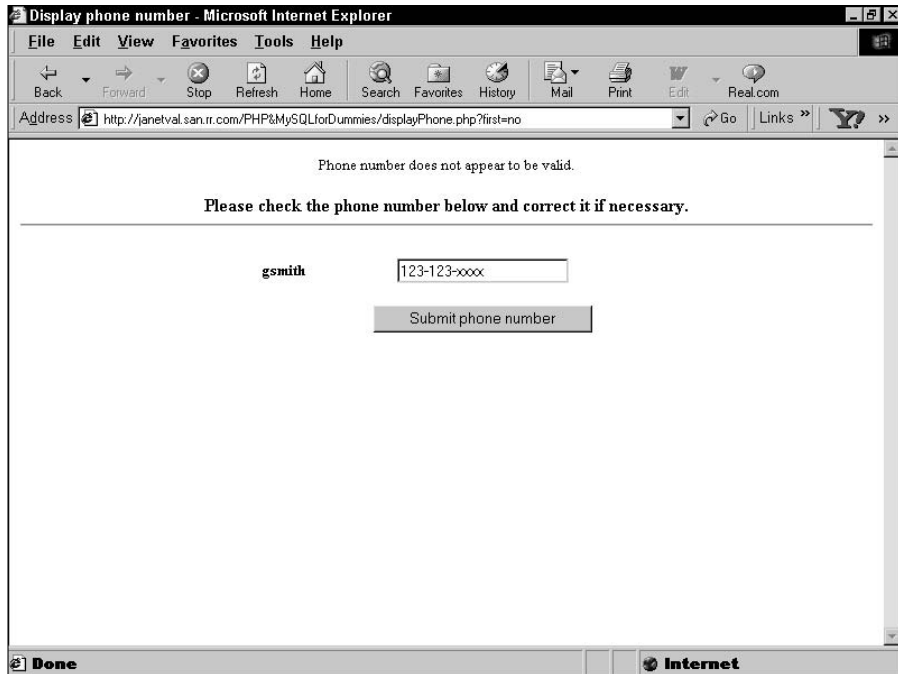 Display phone number - Microsoft Internet Explorer
File Edit View Favorites Tools Help
Back Forward Stop Refresh Home Search Favorites History Mail Print Edit Real.com
Address http://janetval.san.rr.com/PHP&MySQLforDummies/displayPhone.php?first=no Go Links » Y? »
Phone number does not appear to be valid.
Please check the phone number below and correct it if necessary.
gsmith 123-123-xxxx
Submit phone number
Done Internet